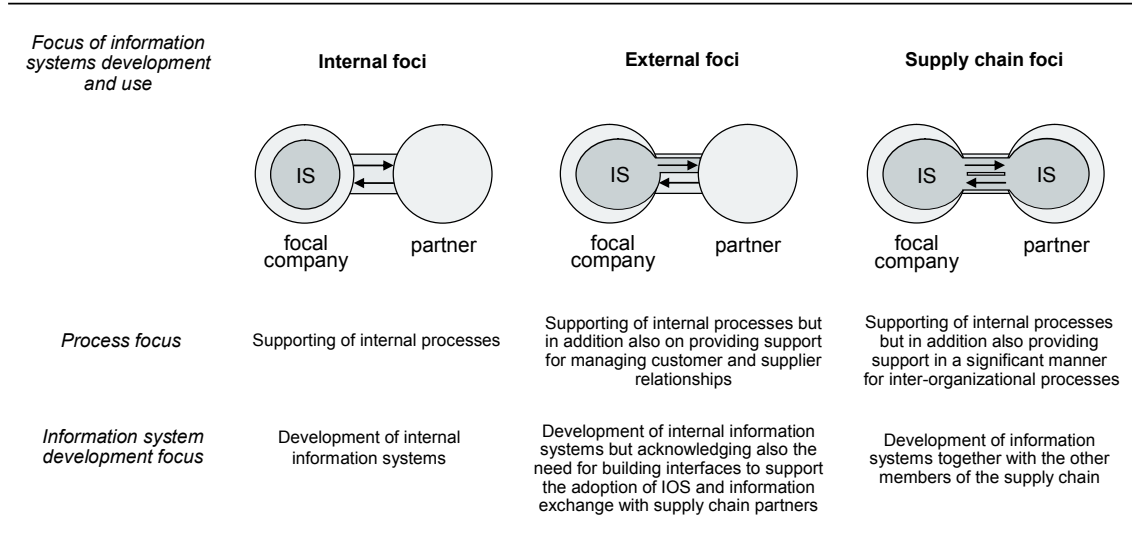 Focus of information
systems development
and use
Internal foci
External foci
Supply chain foci
IS
IS
IS
IS
focal
company
partner
focal
company
partner
focal
company
partner
Process focus
Supporting of internal processes
Supporting of internal processes but
in addition also on providing support
for managing customer and supplier
relationships
Supporting of internal processes
but in addition also providing
support in a significant manner
for inter-organizational processes
Information system
development focus
Development of internal
information systems
Development of internal information
systems but acknowledging also the
need for building interfaces to support
the adoption of IOS and information
exchange with supply chain partners
Development of information
systems together with the other
members of the supply chain